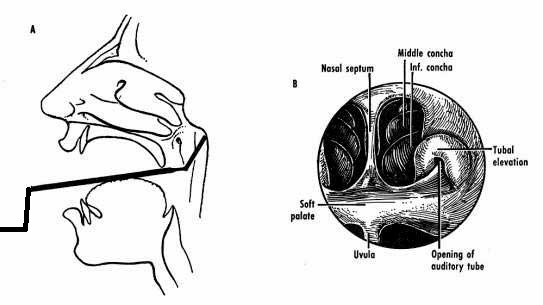 A
Middle concha
Nasal septum
Inf. concha
B
Tubal
elevation
Soft
palate
Uvula
Opening of
auditory tube